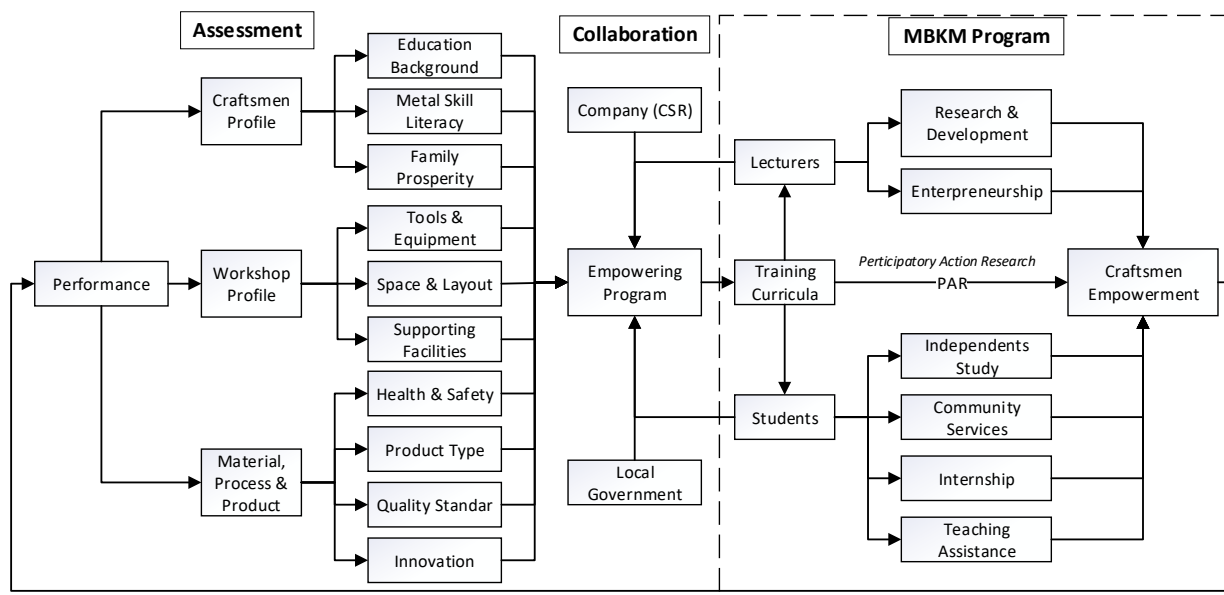 Assessment
Collaboration
MBKM Program
Performance
Craftsmen
Profile
Workshop
Profile
Material,
Process &
Product
Education
Background
Metal Skill
Literacy
Family
Prosperity
Tools &
Equipment
Space & Layout
Supporting
Facilities
Health & Safety
Product Type
Quality Standar
Innovation
Company (CSR)
Empowering
Program
Local
Government
Lecturers
Training
Curricula
Students
Research &
Development
Enterpreneurship
Perticipatory Action Research
PAR
Independents
Study
Community
Services
Internship
Teaching
Assistance
Craftsmen
Empowerment